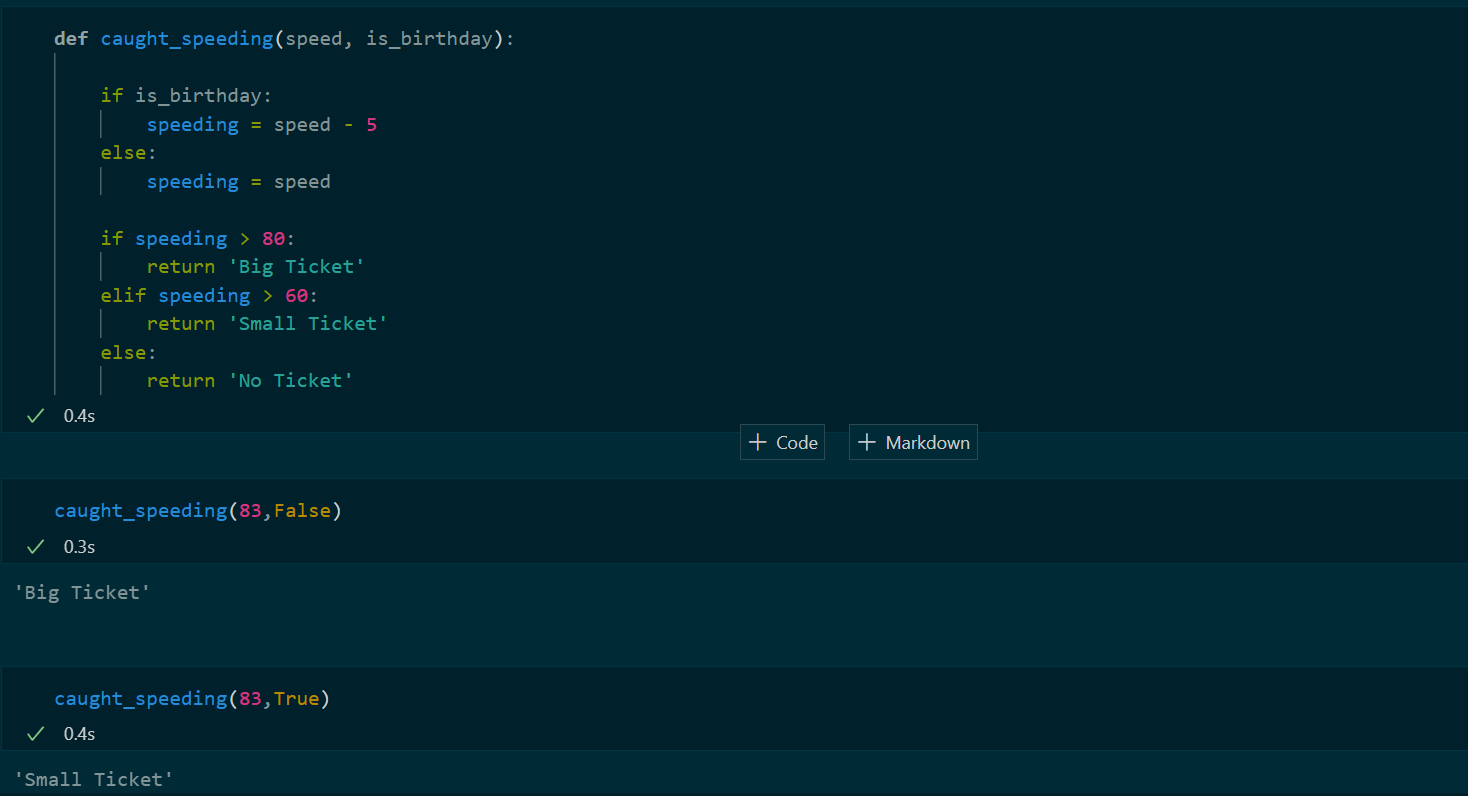 def caught_speeding(speed, is_birthday):
if is_birthday:
speeding = speed - 5
else:
speeding = speed
if speeding > 80:
return 'Big Ticket'
elif speeding > 60:
return 'Small Ticket'
else:
return 'No Ticket'
0.4s
+ Code + Markdown
caught_speeding(83,False)
0.3s
'Big Ticket'
caught_speeding(83,True)
0.4s
'Small Ticket'